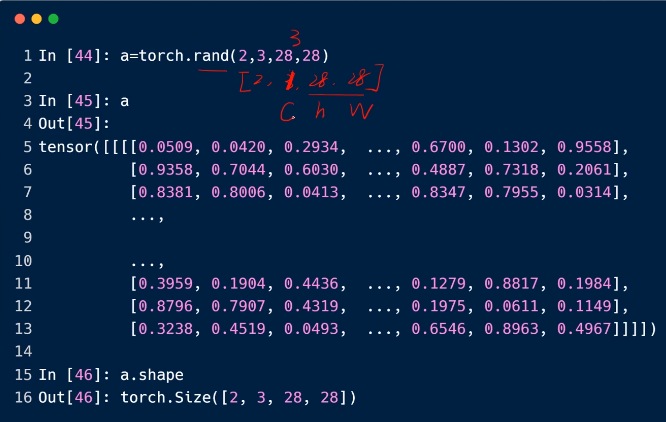 3
1 In [44]: a=torch.rand(2,3,28,28)
2
[2, 1, 28, 28]
3 In [45]: a
C h W
4 Out[45]:
5 tensor([[[[0.0509, 0.0420, 0.2934, ..., 0.6700, 0.1302, 0.9558],
6 [0.9358, 0.7044, 0.6030, ..., 0.4887, 0.7318, 0.2061],
7 [0.8381, 0.8006, 0.0413, ..., 0.8347, 0.7955, 0.0314],
8 ...,
9
10 ...,
11 [0.3959, 0.1904, 0.4436, ..., 0.1279, 0.8817, 0.1984],
12 [0.8796, 0.7907, 0.4319, ..., 0.1975, 0.0611, 0.1149],
13 [0.3238, 0.4519, 0.0493, ..., 0.6546, 0.8963, 0.4967]]]])
14
15 In [46]: a.shape
16 Out[46]: torch.Size([2, 3, 28, 28])